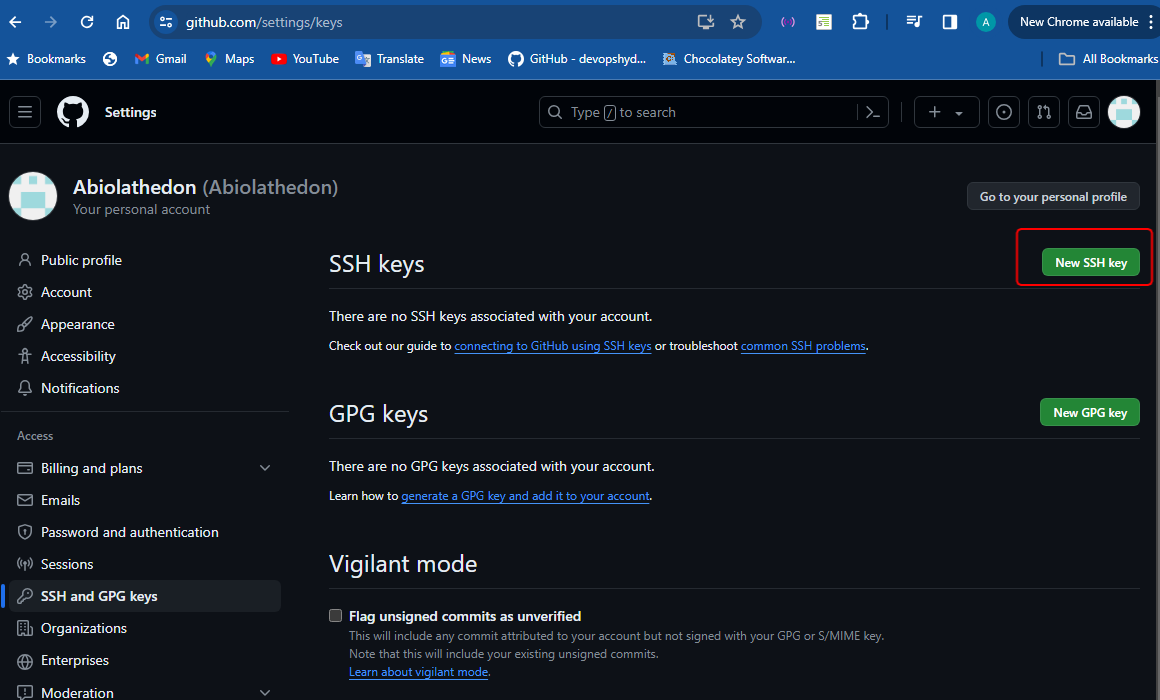 github.com/settings/keys
A
New Chrome available
Bookmarks
Gmail
Maps
YouTube
Translate
News
GitHub - devopshyd...
Chocolatey Softwar...
All Bookmarks
Settings
Type / to search
Abiolathedon (Abiolathedon)
Your personal account
Go to your personal profile
Public profile
Account
Appearance
Accessibility
Notifications
Access
Billing and plans
Emails
Password and authentication
Sessions
SSH and GPG keys
Organizations
Enterprises
Moderation
SSH keys
New SSH key
There are no SSH keys associated with your account.
Check out our guide to connecting to GitHub using SSH keys or troubleshoot common SSH problems.
GPG keys
New GPG key
There are no GPG keys associated with your account.
Learn how to generate a GPG key and add it to your account.
Vigilant mode
Flag unsigned commits as unverified
This will include any commit attributed to your account but not signed with your GPG or S/MIME key.
Note that this will include your existing unsigned commits.
Learn about vigilant mode.